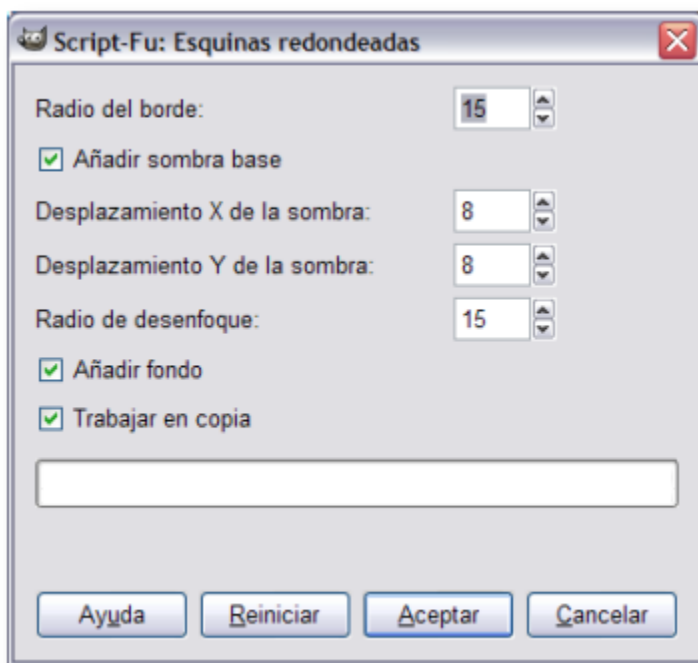 Script-Fu: Esquinas redondeadas
Radio del borde: 15
Añadir sombra base
Desplazamiento X de la sombra: 8
Desplazamiento Y de la sombra: 8
Radio de desenfoque: 15
Añadir fondo
Trabajar en copia
Ayuda Reiniciar Aceptar Cancelar